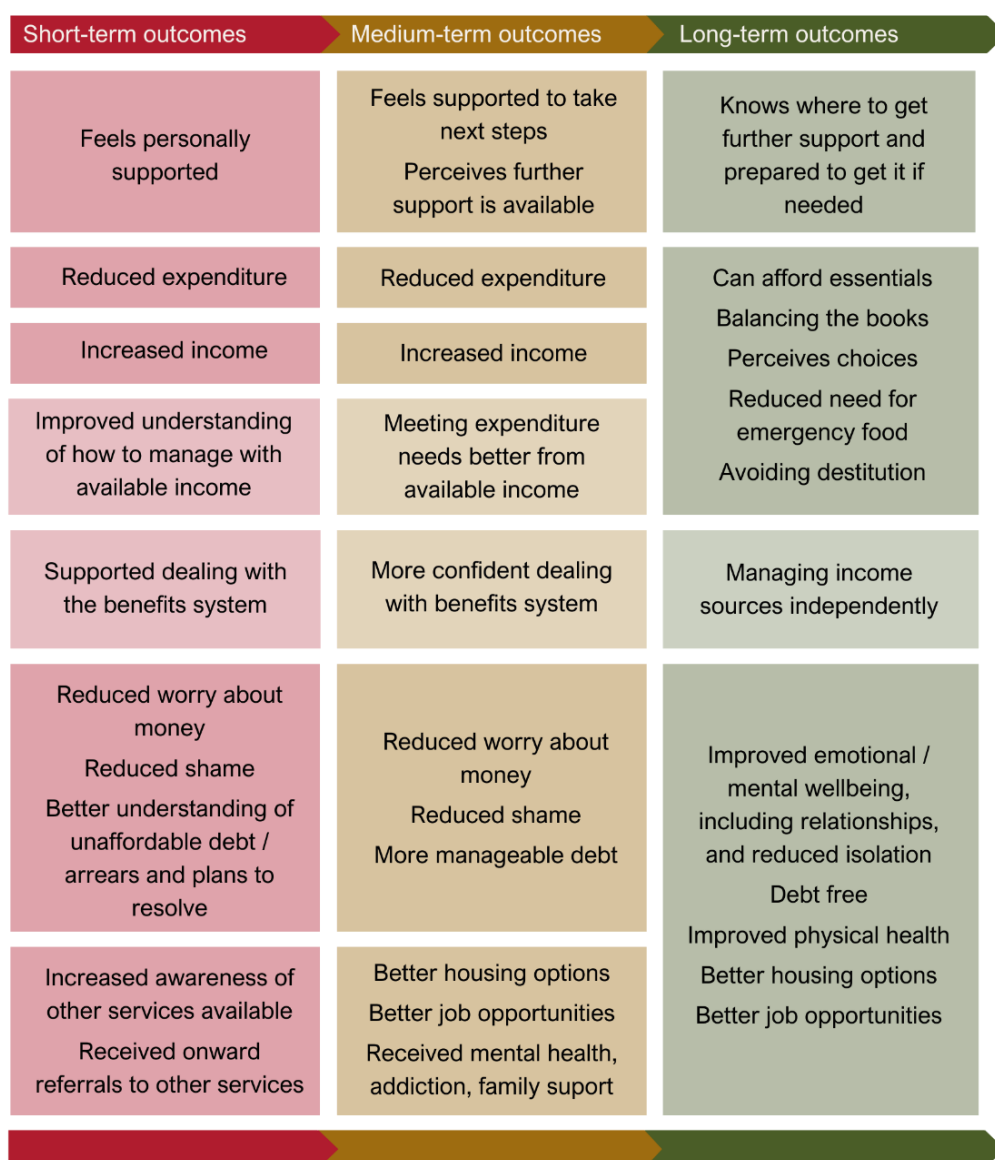 Short-term outcomes
Medium-term outcomes
Long-term outcomes
Feels personally
supported
Feels supported to take
next steps
Perceives further
support is available
Knows where to get
further support and
prepared to get it if
needed
Reduced expenditure
Reduced expenditure
Can afford essentials
Balancing the books
Perceives choices
Reduced need for
emergency food
Avoiding destitution
Increased income
Increased income
Improved understanding
of how to manage with
available income
Meeting expenditure
needs better from
available income
Supported dealing with
the benefits system
More confident dealing
with benefits system
Managing income
sources independently
Reduced worry about
money
Reduced shame
Better understanding of
unaffordable debt /
arrears and plans to
resolve
Reduced worry about
money
Reduced shame
More manageable debt
Improved emotional /
mental wellbeing,
including relationships,
and reduced isolation
Debt free
Improved physical health
Better housing options
Better job opportunities
Increased awareness of
other services available
Received onward
referrals to other services
Better housing options
Better job opportunities
Received mental health,
addiction, family suport